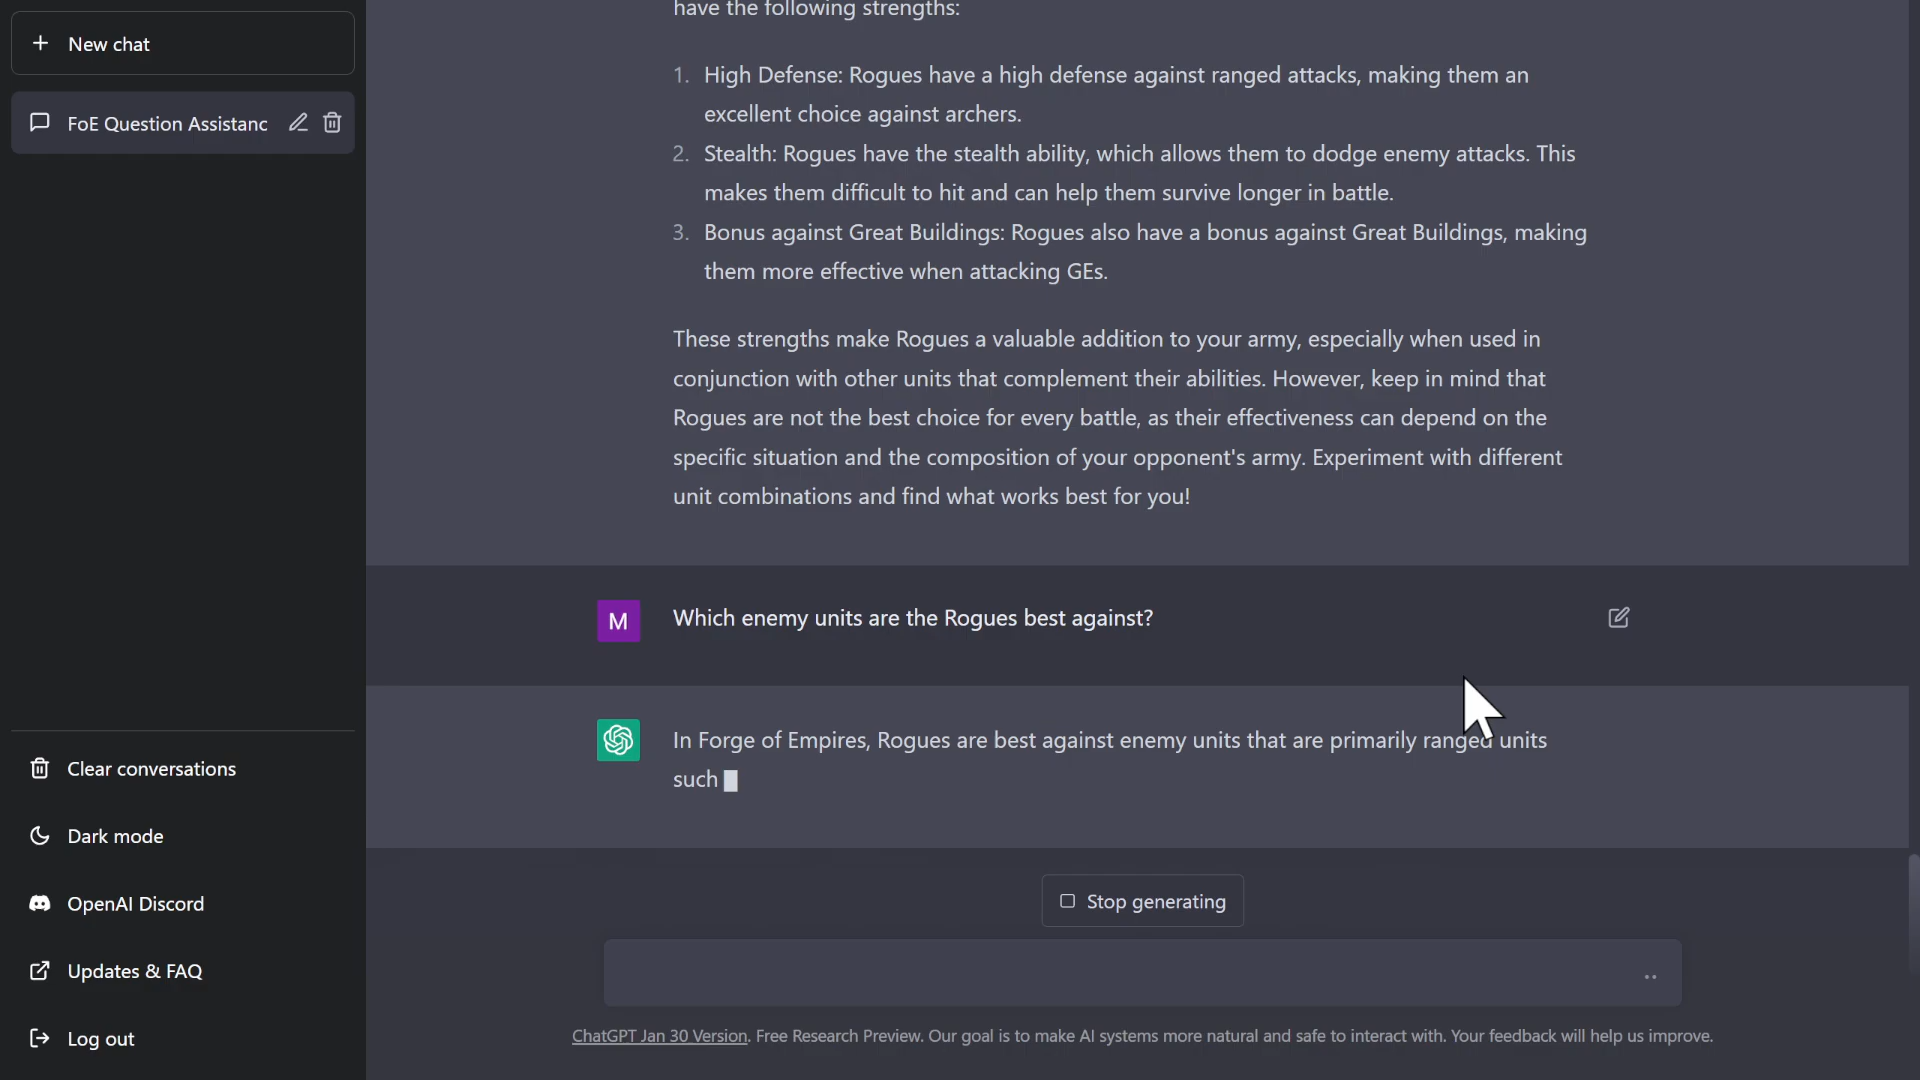 New chat
FoE Question Assistanc
Clear conversations
Dark mode
OpenAI Discord
Updates & FAQ
Log out
have the following strengths:
1. High Defense: Rogues have a high defense against ranged attacks, making them an
excellent choice against archers.
2. Stealth: Rogues have the stealth ability, which allows them to dodge enemy attacks. This
makes them difficult to hit and can help them survive longer in battle.
3. Bonus against Great Buildings: Rogues also have a bonus against Great Buildings, making
them more effective when attacking GEs.
These strengths make Rogues a valuable addition to your army, especially when used in
conjunction with other units that complement their abilities. However, keep in mind that
Rogues are not the best choice for every battle, as their effectiveness can depend on the
specific situation and the composition of your opponent's army. Experiment with different
unit combinations and find what works best for you!
M
Which enemy units are the Rogues best against?
In Forge of Empires, Rogues are best against enemy units that are primarily ranged units
such
Stop generating
ChatGPT Jan 30 Version. Free Research Preview. Our goal is to make AI systems more natural and safe to interact with. Your feedback will help us improve.